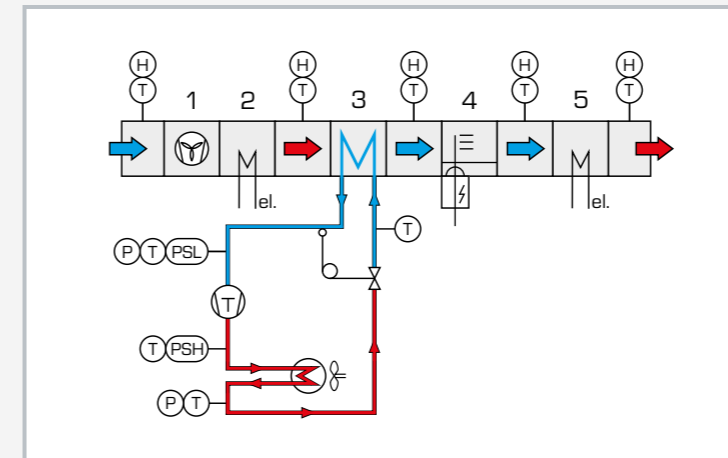 H H H H H
T T T T T
1 2 3 4 5
el. el.
T
P T PSL
T
T PSH
P T